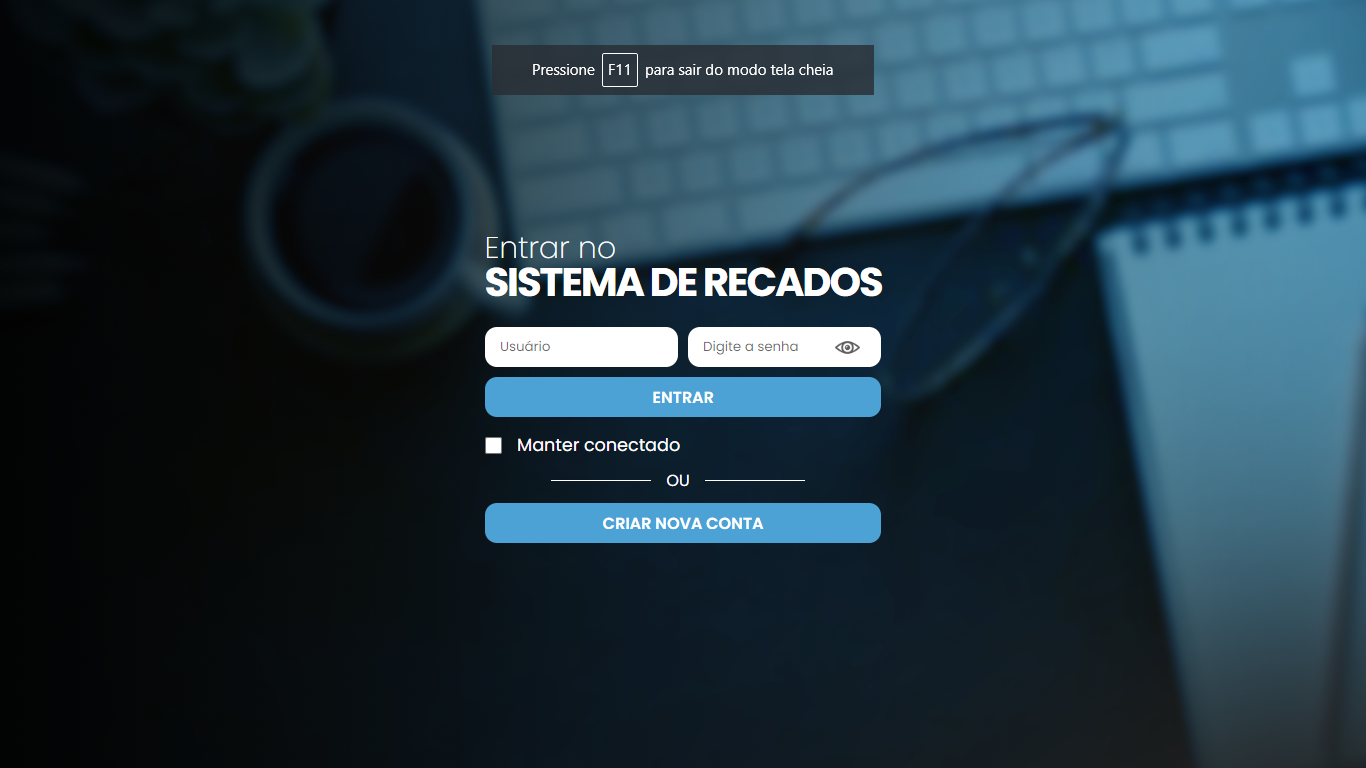 Pressione F11 para sair do modo tela cheia
Entrar no
SISTEMA DE RECADOS
Usuário Digite a senha
ENTRAR
Manter conectado
OU
CRIAR NOVA CONTA